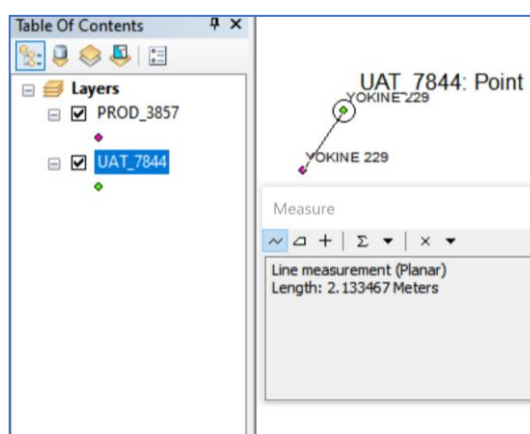 Table Of Contents
Layers
PROD_3857
UAT_7844
UAT_7844: Point
YOKINE 229
YOKINE 229
Measure
Line measurement (Planar)
Length: 2.133467 Meters